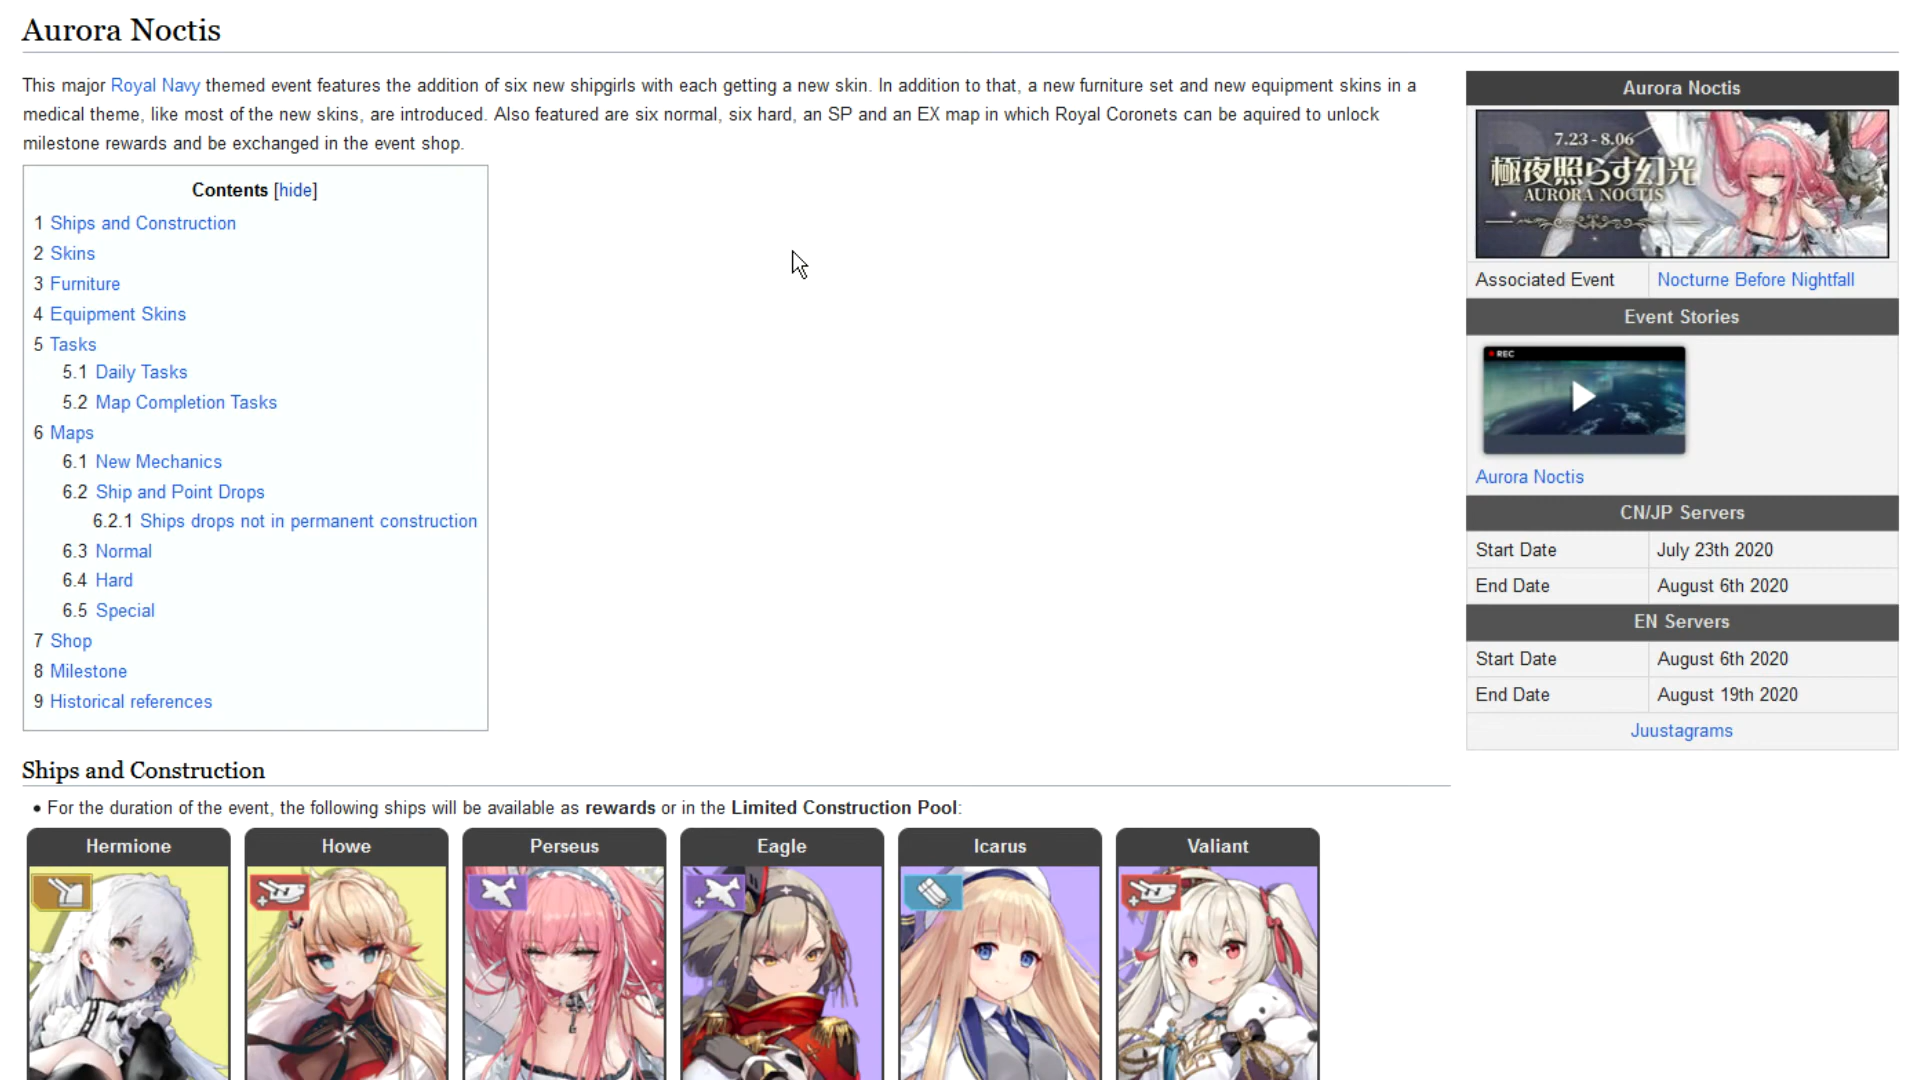 Aurora Noctis
This major Royal Navy themed event features the addition of six new shipgirls with each getting a new skin. In addition to that, a new furniture set and new equipment skins in a
medical theme, like most of the new skins, are introduced. Also featured are six normal, six hard, an SP and an EX map in which Royal Coronets can be aquired to unlock
milestone rewards and be exchanged in the event shop.
Contents [hide]
1 Ships and Construction
2 Skins
3 Furniture
4 Equipment Skins
5 Tasks
5.1 Daily Tasks
5.2 Map Completion Tasks
6 Maps
6.1 New Mechanics
6.2 Ship and Point Drops
6.2.1 Ships drops not in permanent construction
6.3 Normal
6.4 Hard
6.5 Special
7 Shop
8 Milestone
9 Historical references
Aurora Noctis
7.23 - 8.06
極夜照らす幻光
AURORA NOCTIS
Associated Event Nocturne Before Nightfall
Event Stories
REC
Aurora Noctis
CN/JP Servers
Start Date July 23th 2020
End Date August 6th 2020
EN Servers
Start Date August 6th 2020
End Date August 19th 2020
Juustagrams
Ships and Construction
• For the duration of the event, the following ships will be available as rewards or in the Limited Construction Pool:
Hermione Howe Perseus Eagle Icarus Valiant